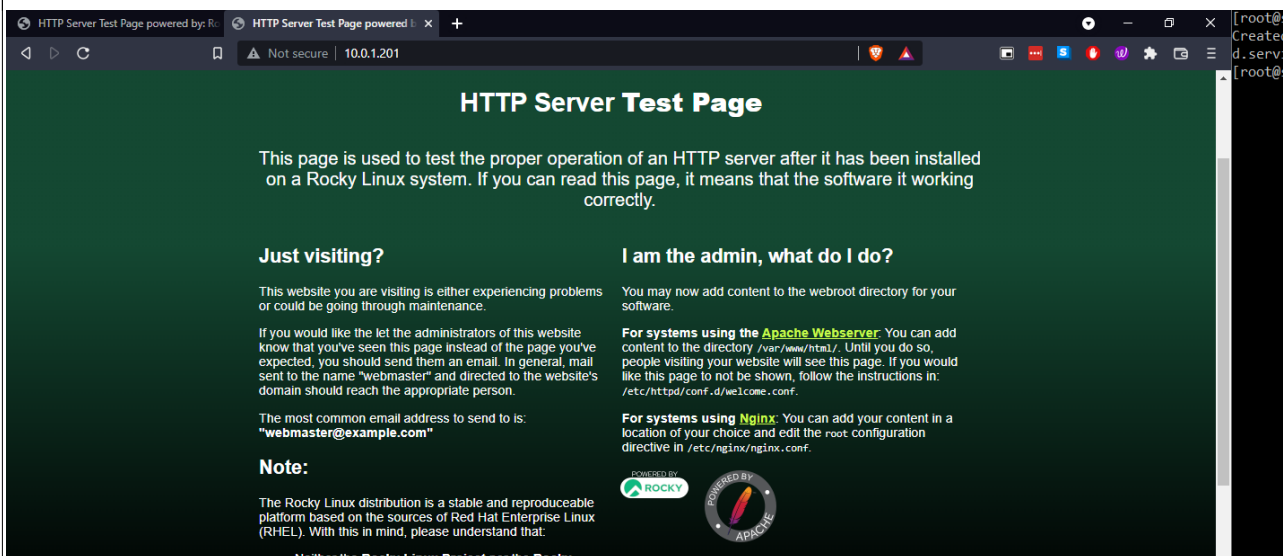 HTTP Server Test Page powered by: Ro
HTTP Server Test Page powered b
Not secure 10.0.1.201
[root@
Created
d.servi
[root@
HTTP Server Test Page
This page is used to test the proper operation of an HTTP server after it has been installed
on a Rocky Linux system. If you can read this page, it means that the software it working
correctly.
Just visiting?
This website you are visiting is either experiencing problems
or could be going through maintenance.
If you would like the let the administrators of this website
know that you've seen this page instead of the page you've
expected, you should send them an email. In general, mail
sent to the name "webmaster" and directed to the website's
domain should reach the appropriate person.
The most common email address to send to is:
"webmaster@example.com"
Note:
The Rocky Linux distribution is a stable and reproduceable
platform based on the sources of Red Hat Enterprise Linux
(RHEL). With this in mind, please understand that:
Neither the Rocky Linux Project nor the Rocky
I am the admin, what do I do?
You may now add content to the webroot directory for your
software.
For systems using the Apache Webserver: You can add
content to the directory /var/www/html/. Until you do so,
people visiting your website will see this page. If you would
like this page to not be shown, follow the instructions in:
/etc/httpd/conf.d/welcome.conf.
For systems using Nginx: You can add your content in a
location of your choice and edit the root configuration
directive in /etc/nginx/nginx.conf.
POWERED BY
ROCKY
POWERED BY
APACHE